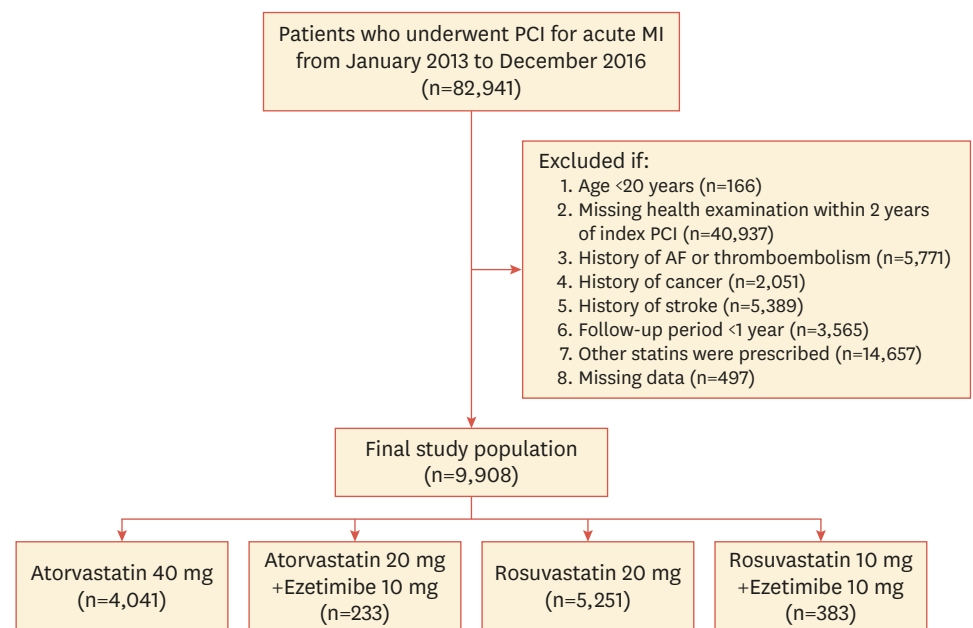 Patients who underwent PCI for acute MI
from January 2013 to December 2016
(n=82,941)
Excluded if:
1. Age <20 years (n=166)
2. Missing health examination within 2 years
of index PCI (n=40,937)
3. History of AF or thromboembolism (n=5,771)
4. History of cancer (n=2,051)
5. History of stroke (n=5,389)
6. Follow-up period <1 year (n=3,565)
7. Other statins were prescribed (n=14,657)
8. Missing data (n=497)
Final study population
(n=9,908)
Atorvastatin 40 mg
(n=4,041)
Atorvastatin 20 mg
+Ezetimibe 10 mg
(n=233)
Rosuvastatin 20 mg
(n=5,251)
Rosuvastatin 10 mg
+Ezetimibe 10 mg
(n=383)